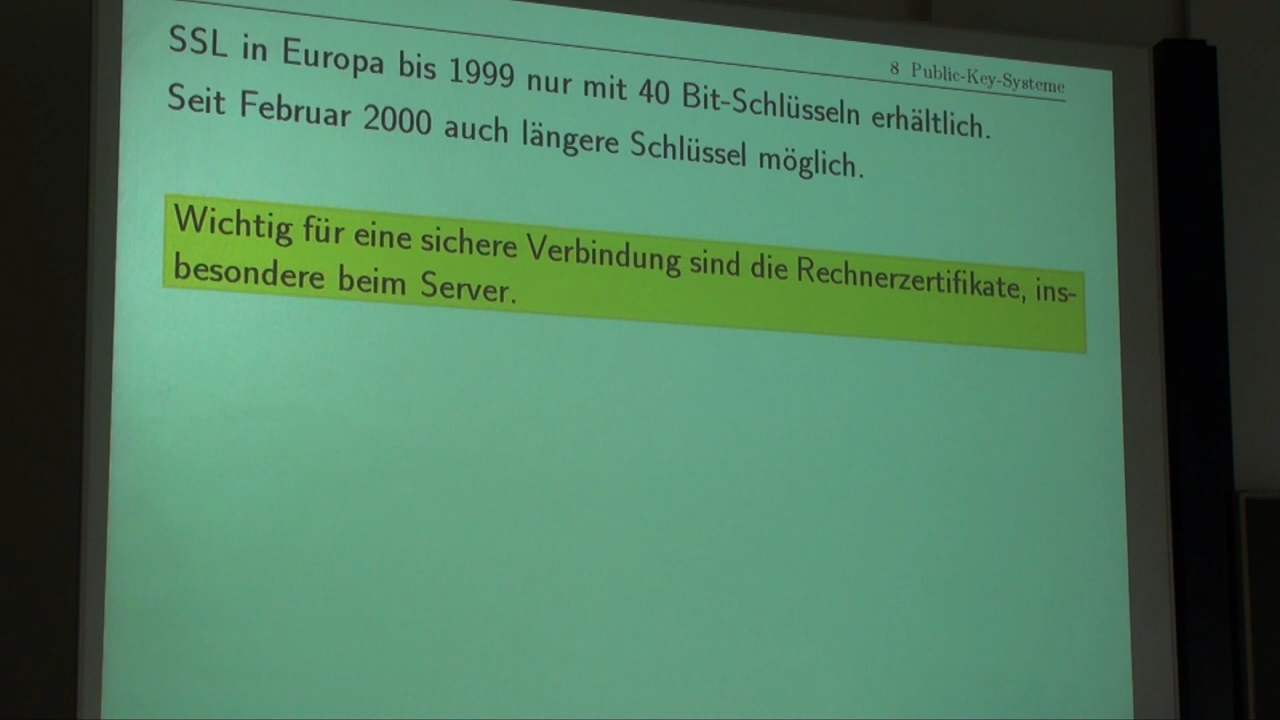 8 Public-Key-Systeme
SSL in Europa bis 1999 nur mit 40 Bit-Schlüsseln erhältlich.
Seit Februar 2000 auch längere Schlüssel möglich.
Wichtig für eine sichere Verbindung sind die Rechnerzertifikate, ins-
besondere beim Server.